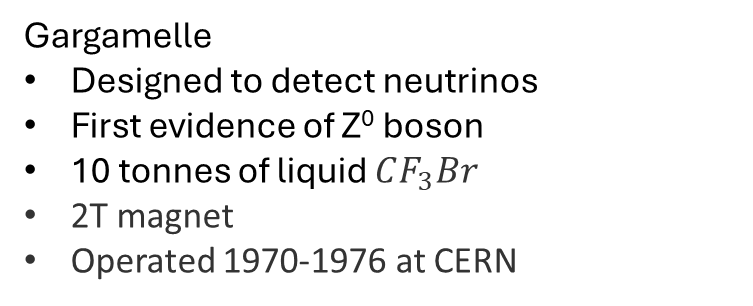 Gargamelle
• Designed to detect neutrinos
• First evidence of Z⁰ boson
• 10 tonnes of liquid CF₃Br
• 2T magnet
• Operated 1970-1976 at CERN